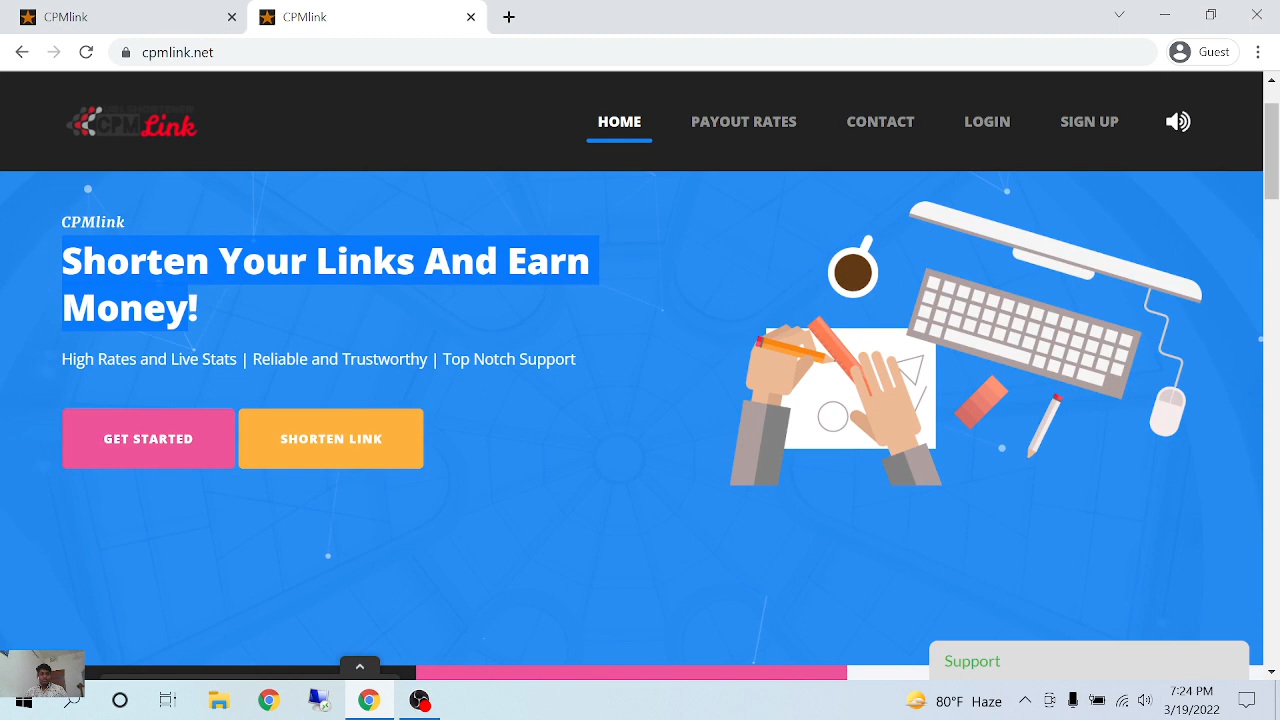 CPMlink
CPMlink
cpmlink.net
Guest
CPM Link
HOME
PAYOUT RATES
CONTACT
LOGIN
SIGN UP
CPMlink
Shorten Your Links And Earn
Money!
High Rates and Live Stats | Reliable and Trustworthy | Top Notch Support
GET STARTED
SHORTEN LINK
Support
80°F Haze
7:24 PM
3/19/2022